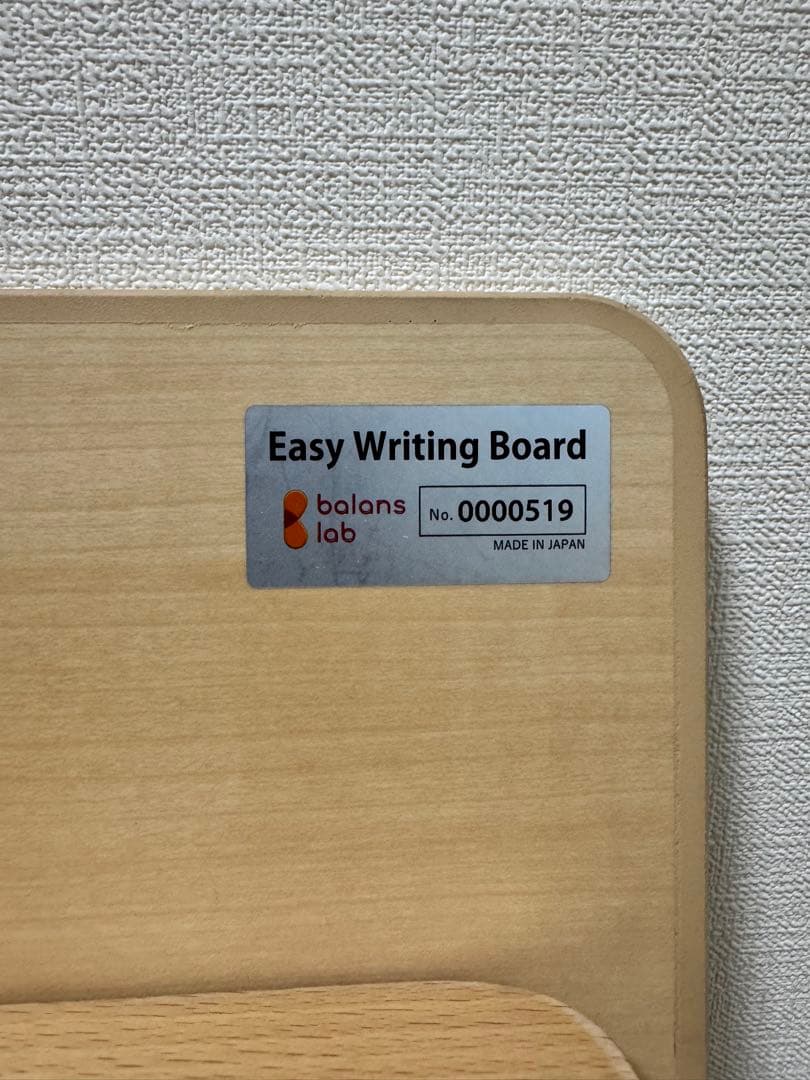 Easy Writing Board
balans
lab
No. 0000519
MADE IN JAPAN